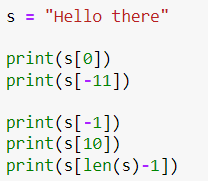 s = "Hello there"
print(s[0])
print(s[-11])
print(s[-1])
print(s[10])
print(s[len(s)-1])